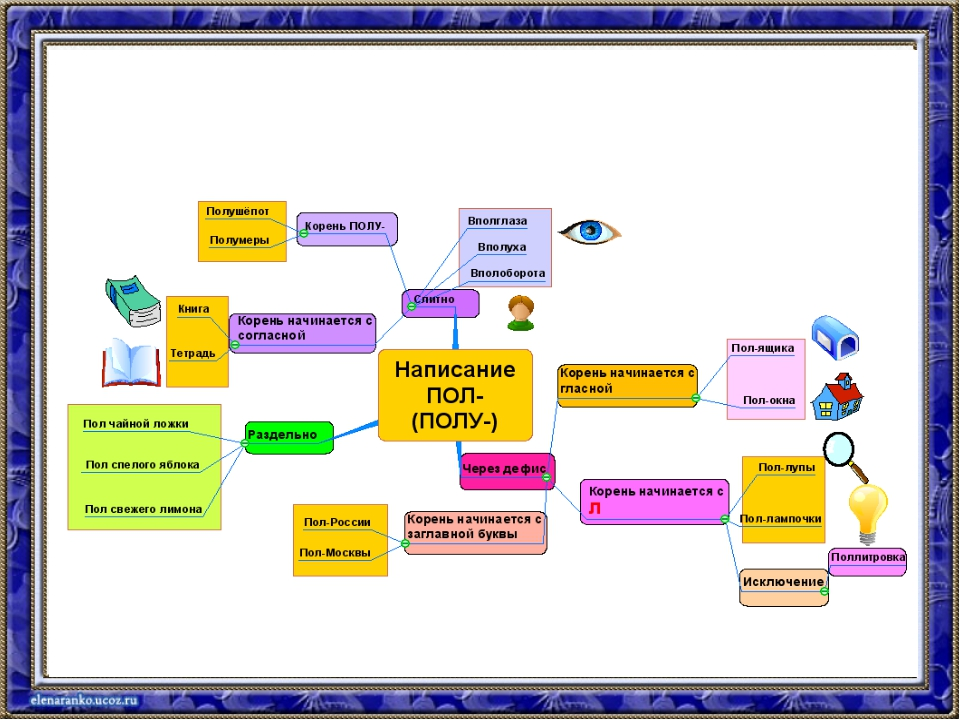 Полушёпот
Полумеры
Корень ПОЛУ-
Вполглаза
Вполуха
Вполоборота
Слитно
Книга
Тетрадь
Корень начинается с
согласной
Написание
ПОЛ-
(ПОЛУ-)
Корень начинается с
гласной
Пол-ящика
Пол-окна
Пол чайной ложки
Пол спелого яблока
Пол свежего лимона
Раздельно
Через дефис
Корень начинается с
Л
Пол-лупы
Пол-лампочки
Пол-России
Пол-Москвы
Корень начинается с
заглавной буквы
Исключение
Поллитровка
elenaranko.ucoz.ru